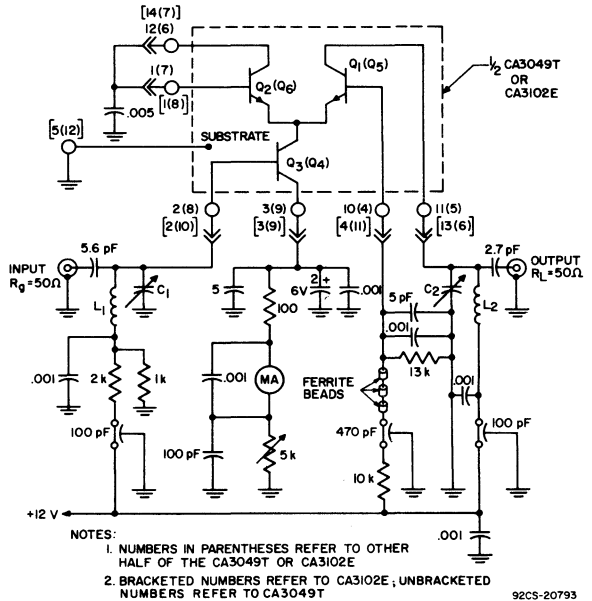 [14(7)]
12(6)
1(7)
[1(8)]
.005
[5(12)]
SUBSTRATE
Q2(Q6)
Q1(Q5)
Q3(Q4)
1/2 CA3049T
OR
CA3102E
2(8)
[2(10)]
3(9)
[3(9)]
10(4)
[4(11)]
11(5)
[13(6)]
INPUT
Rg=50Ω
5.6 pF
C1
L1
.001
2k
1k
100 pF
5
100
2
+
6V
.001
.001
MA
100 pF
5k
FERRITE
BEADS
5 pF
.001
13k
470 pF
10k
C2
L2
2.7 pF
OUTPUT
RL=50Ω
.001
100 pF
.001
+12 V
NOTES:
1. NUMBERS IN PARENTHESES REFER TO OTHER
HALF OF THE CA3049T OR CA3102E
2. BRACKETED NUMBERS REFER TO CA3102E; UNBRACKETED
NUMBERS REFER TO CA3049T
92CS-20793